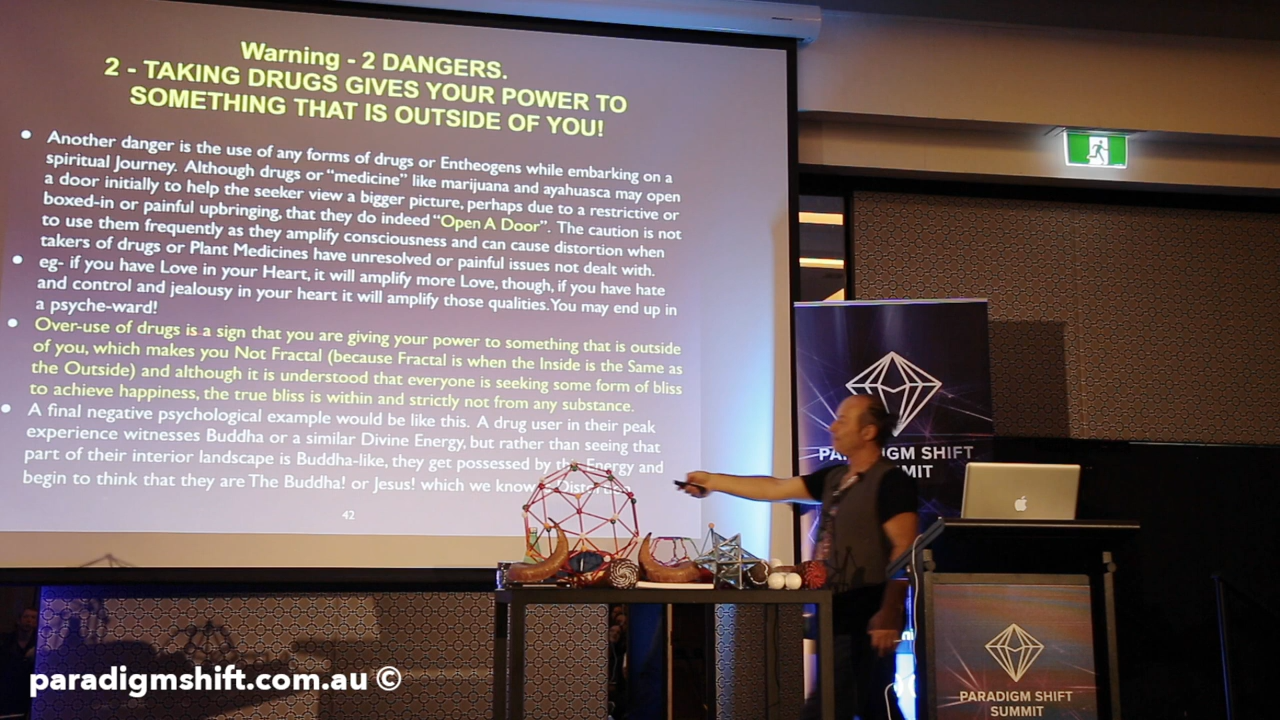 Warning - 2 DANGERS.
2 - TAKING DRUGS GIVES YOUR POWER TO
SOMETHING THAT IS OUTSIDE OF YOU!
• Another danger is the use of any forms of drugs or Entheogens while embarking on a
spiritual Journey. Although drugs or “medicine” like marijuana and ayahuasca may open
a door initially to help the seeker view a bigger picture, perhaps due to a restrictive or
boxed-in or painful upbringing, that they do indeed “Open A Door”. The caution is not
to use them frequently as they amplify consciousness and can cause distortion when
takers of drugs or Plant Medicines have unresolved or painful issues not dealt with.
• eg- if you have Love in your Heart, it will amplify more Love, though, if you have hate
and control and jealousy in your heart it will amplify those qualities. You may end up in
a psyche-ward!
• Over-use of drugs is a sign that you are giving your power to something that is outside
of you, which makes you Not Fractal (because Fractal is when the Inside is the Same as
the Outside) and although it is understood that everyone is seeking some form of bliss
to achieve happiness, the true bliss is within and strictly not from any substance.
• A final negative psychological example would be like this. A drug user in their peak
experience witnesses Buddha or a similar Divine Energy, but rather than seeing that
part of their interior landscape is Buddha-like, they get possessed by the Energy and
begin to think that they are The Buddha! or Jesus! which we know
42
PARADIGM SHIFT
SUMMIT
PARADIGM SHIFT
SUMMIT
paradigmshift.com.au ©